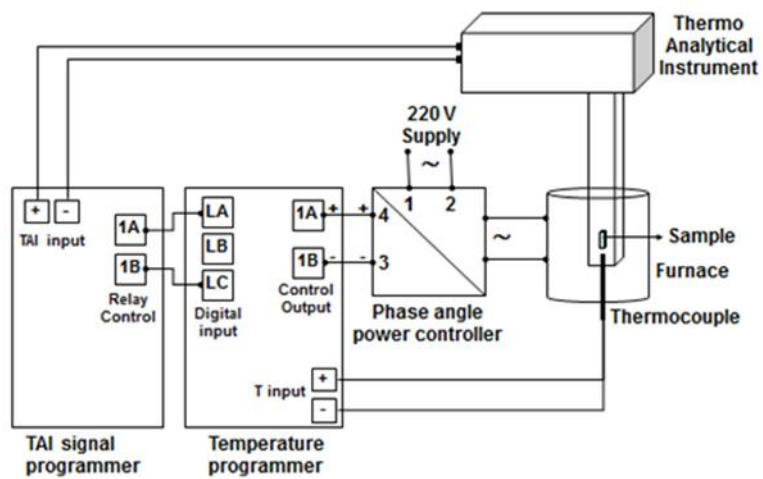 Thermo
Analytical
Instrument
220 V
Supply
~
1 2
+ -
TAI input
1A
1B
Relay
Control
LA
LB
LC
Digital
input
1A + + 4
1B - - 3
Control
Output
~
Phase angle
power controller
Sample
Furnace
Thermocouple
T input
+
-
TAI signal
programmer
Temperature
programmer